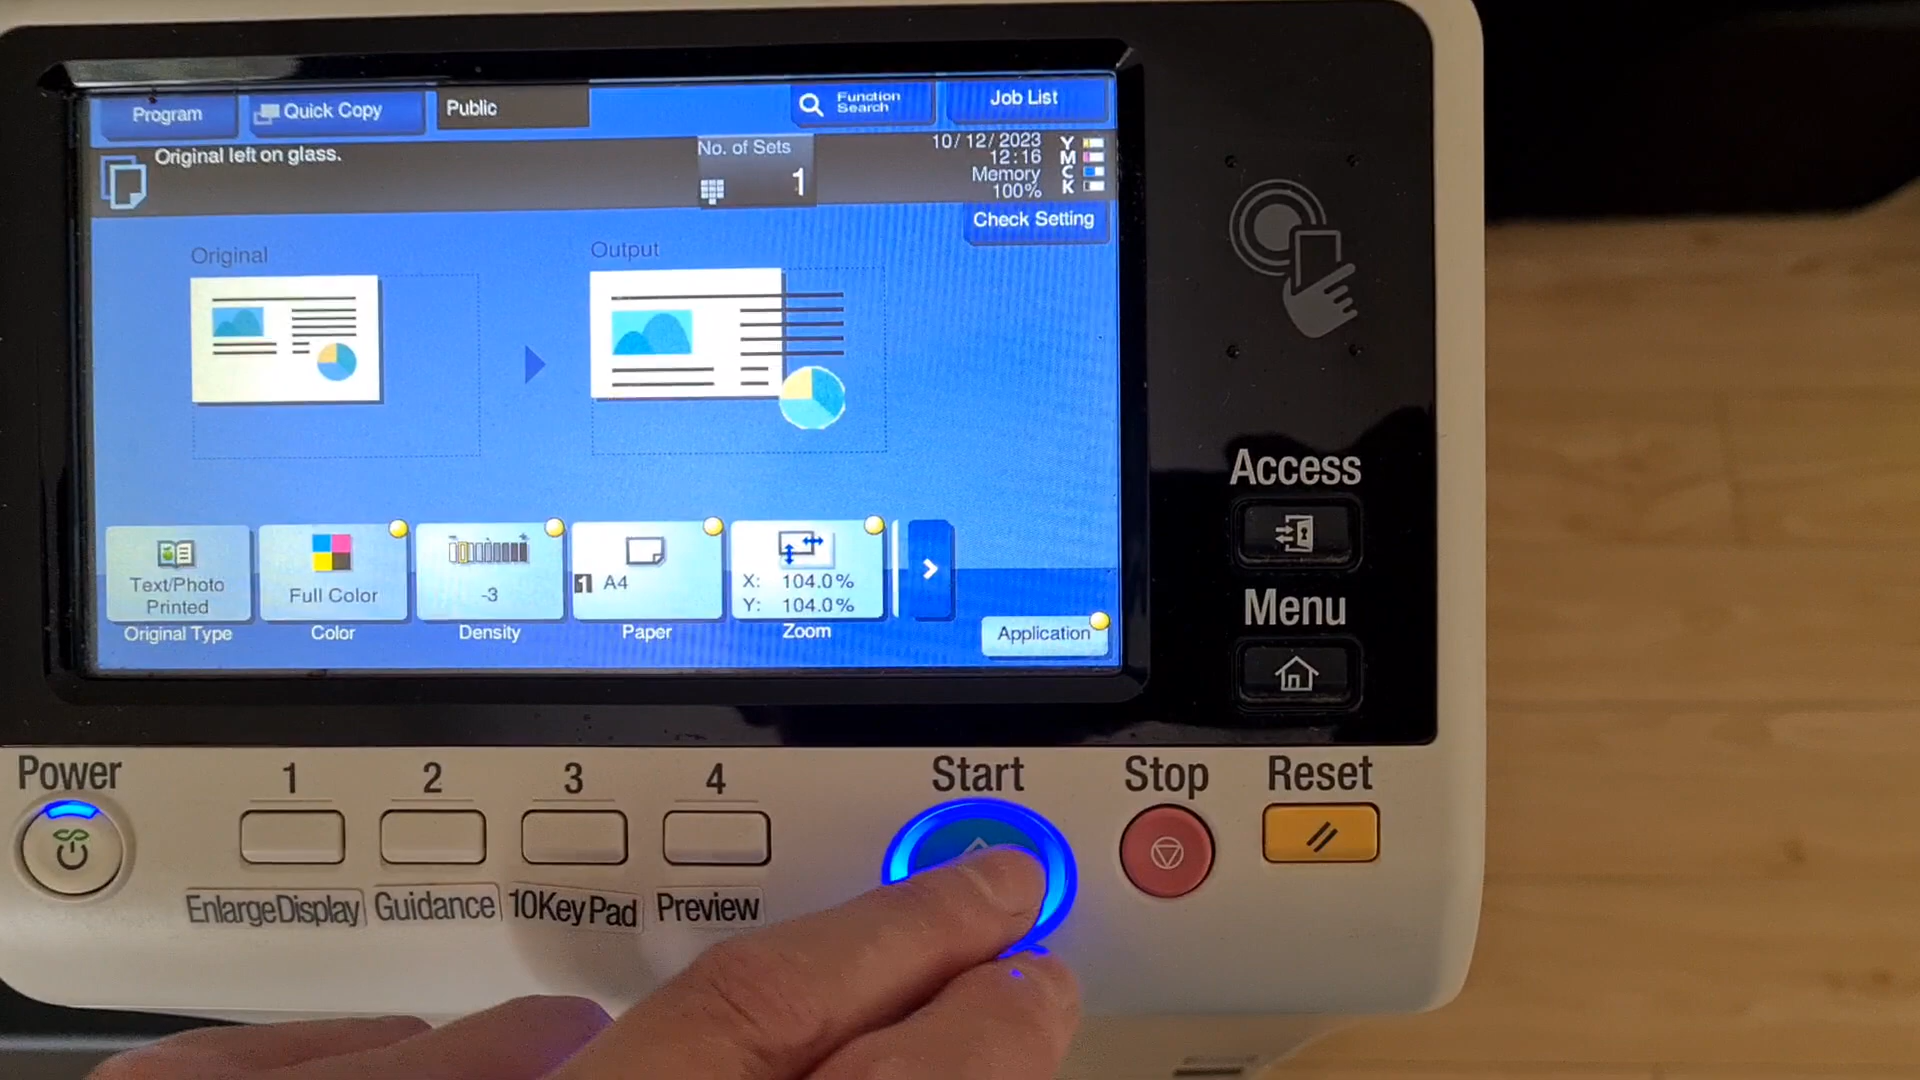 Program
Quick Copy
Public
Function
Search
Job List
Original left on glass.
No. of Sets
1
10/12/2023
12:16
Memory
100%
Y
M
C
K
Check Setting
Original
Output
Text/Photo
Printed
Original Type
Full Color
Color
-3
Density
1 A4
Paper
X: 104.0%
Y: 104.0%
Zoom
Application
Access
Menu
Power
1
2
3
4
Start
Stop
Reset
EnlargeDisplay
Guidance
10Key Pad
Preview